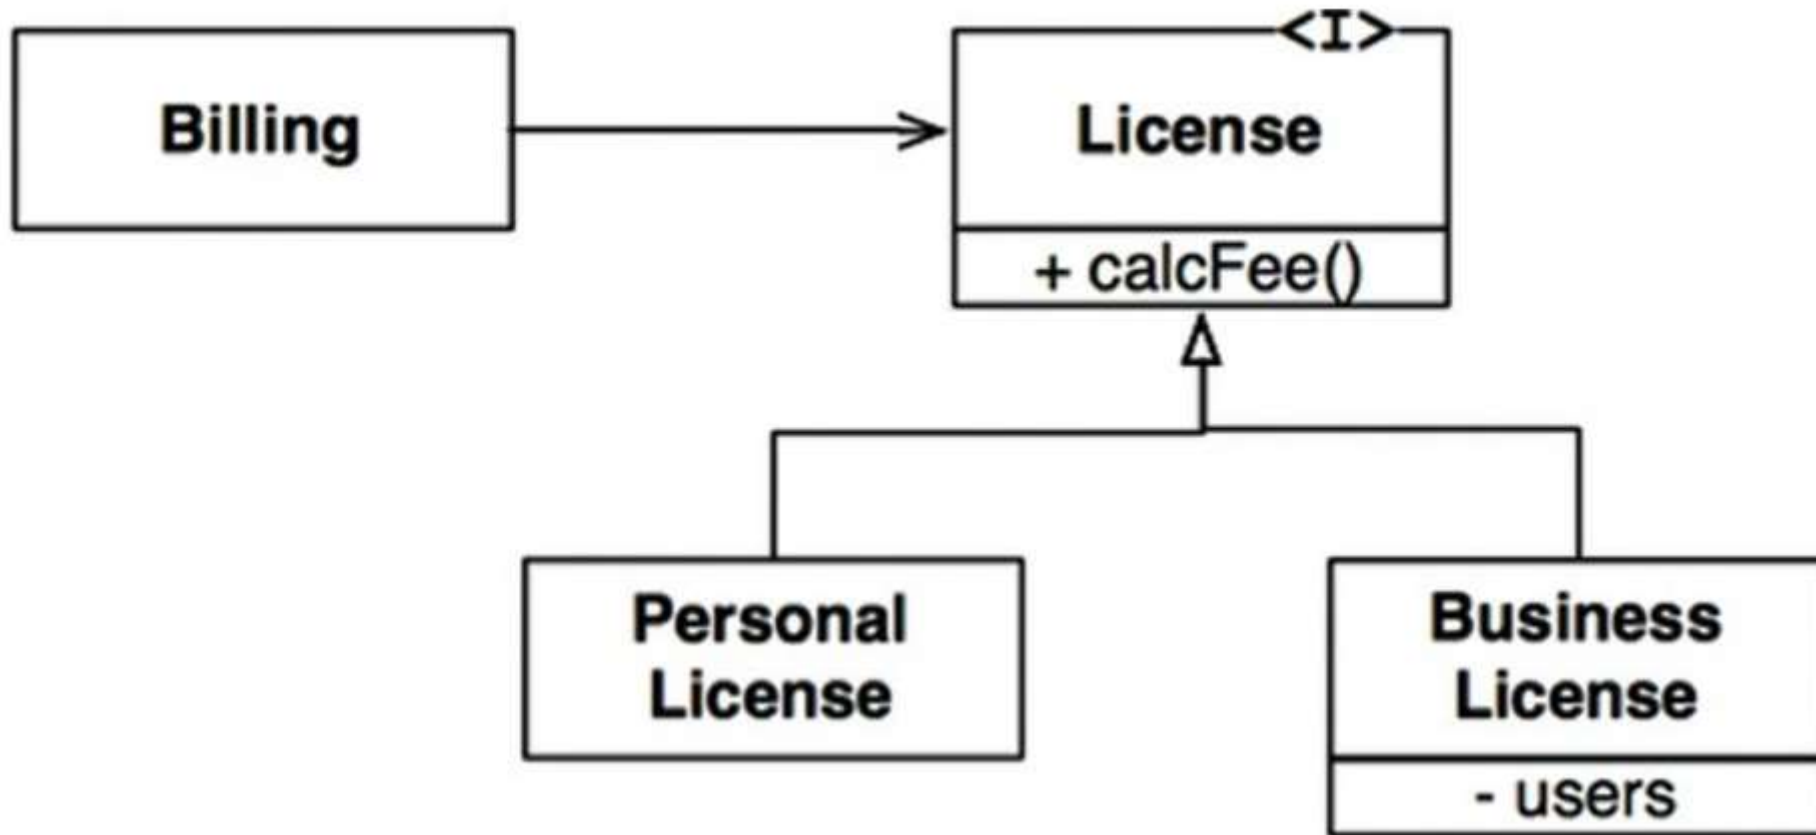 <I>
Billing
License
+ calcFee()
Personal
License
Business
License
- users